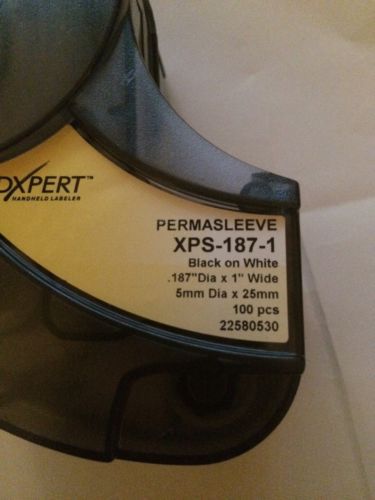 DXPERT™
HANDHELD LABELER
PERMASLEEVE
XPS-187-1
Black on White
.187"Dia x 1" Wide
5mm Dia x 25mm
100 pcs
22580530